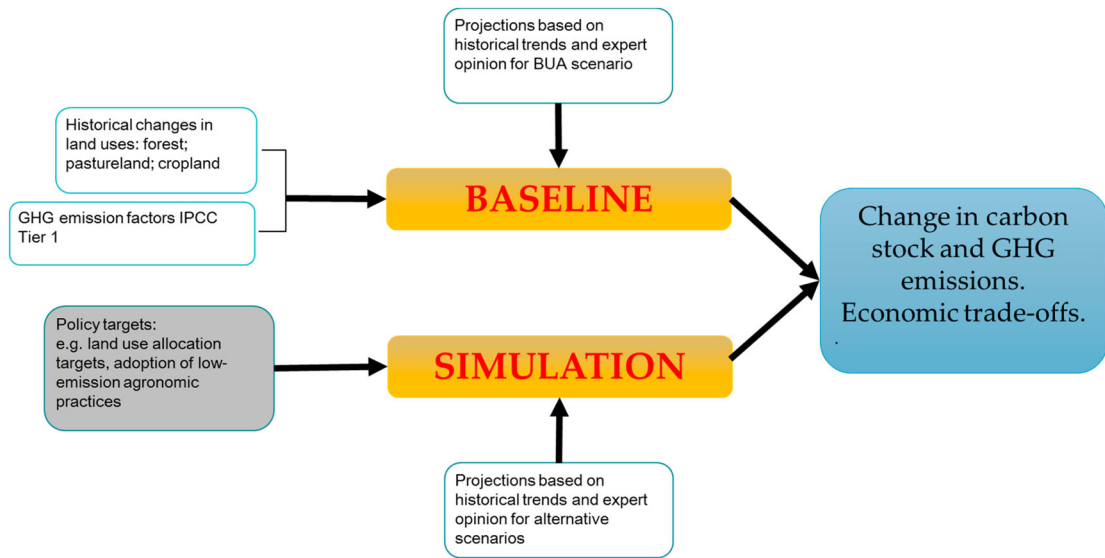 Projections based on
historical trends and expert
opinion for BUA scenario
Historical changes in
land uses: forest;
pastureland; cropland
GHG emission factors IPCC
Tier 1
BASELINE
Change in carbon
stock and GHG
emissions.
Economic trade-offs.
.
Policy targets:
e.g. land use allocation
targets, adoption of low-
emission agronomic
practices
SIMULATION
Projections based on
historical trends and expert
opinion for alternative
scenarios